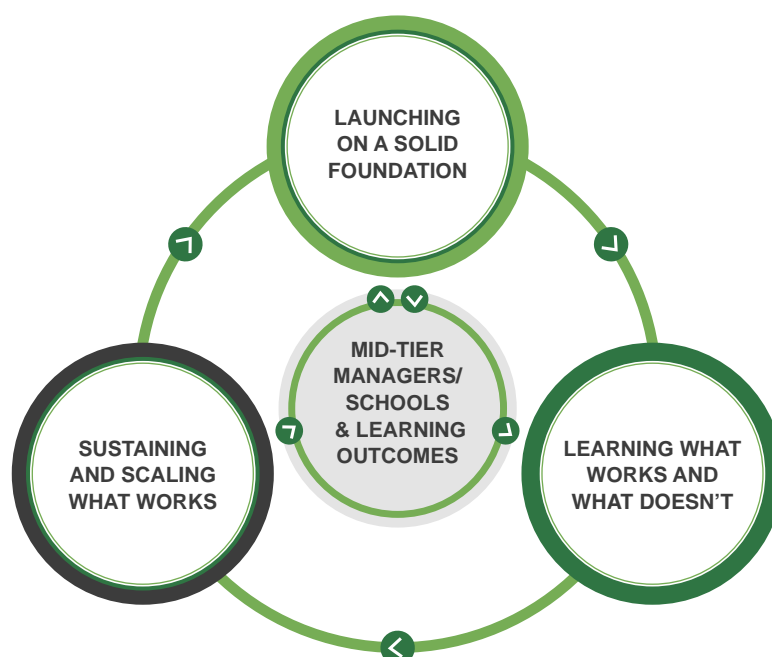 LAUNCHING
ON A SOLID
FOUNDATION
MID-TIER
MANAGERS/
SCHOOLS
& LEARNING
OUTCOMES
SUSTAINING
AND SCALING
WHAT WORKS
LEARNING WHAT
WORKS AND
WHAT DOESN’T